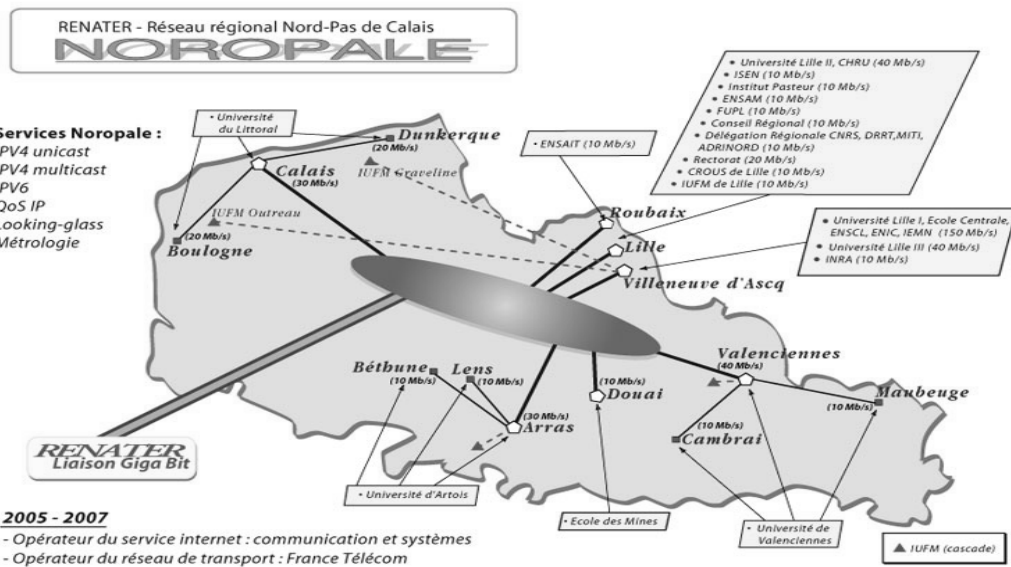 RENATER - Réseau régional Nord-Pas de Calais
NOROPALE
Services Noropale :
IPV4 unicast
IPV4 multicast
IPV6
QoS IP
Looking-glass
Métrologie
• Université
du Littoral
Dunkerque
(20 Mb/s)
IUFM Graveline
Calais
(30 Mb/s)
IUFM Outreau
(20 Mb/s)
Boulogne
• ENSAIT (10 Mb/s)
• Université Lille II, CHRU (40 Mb/s)
• ISEN (10 Mb/s)
• Institut Pasteur (10 Mb/s)
• ENSAM (10 Mb/s)
• FUPL (10 Mb/s)
• Conseil Régional (10 Mb/s)
• Délégation Régionale CNRS, DRRT,MITI,
ADRINORD (10 Mb/s)
• Rectorat (20 Mb/s)
• CROUS de Lille (10 Mb/s)
• IUFM de Lille (10 Mb/s)
Roubaix
Lille
Villeneuve d'Ascq
• Université Lille I, Ecole Centrale,
ENSCL, ENIC, IEMN (150 Mb/s)
• Université Lille III (40 Mb/s)
• INRA (10 Mb/s)
Béthune
(10 Mb/s)
Lens
(10 Mb/s)
(30 Mb/s)
Arras
(10 Mb/s)
Douai
Valenciennes
(40 Mb/s)
Maubeuge
(10 Mb/s)
(10 Mb/s)
Cambrai
RENATER
Liaison Giga Bit
• Université d'Artois
• Ecole des Mines
• Université de
Valenciennes
IUFM (cascade)
2005 - 2007
- Opérateur du service internet : communication et systèmes
- Opérateur du réseau de transport : France Télécom